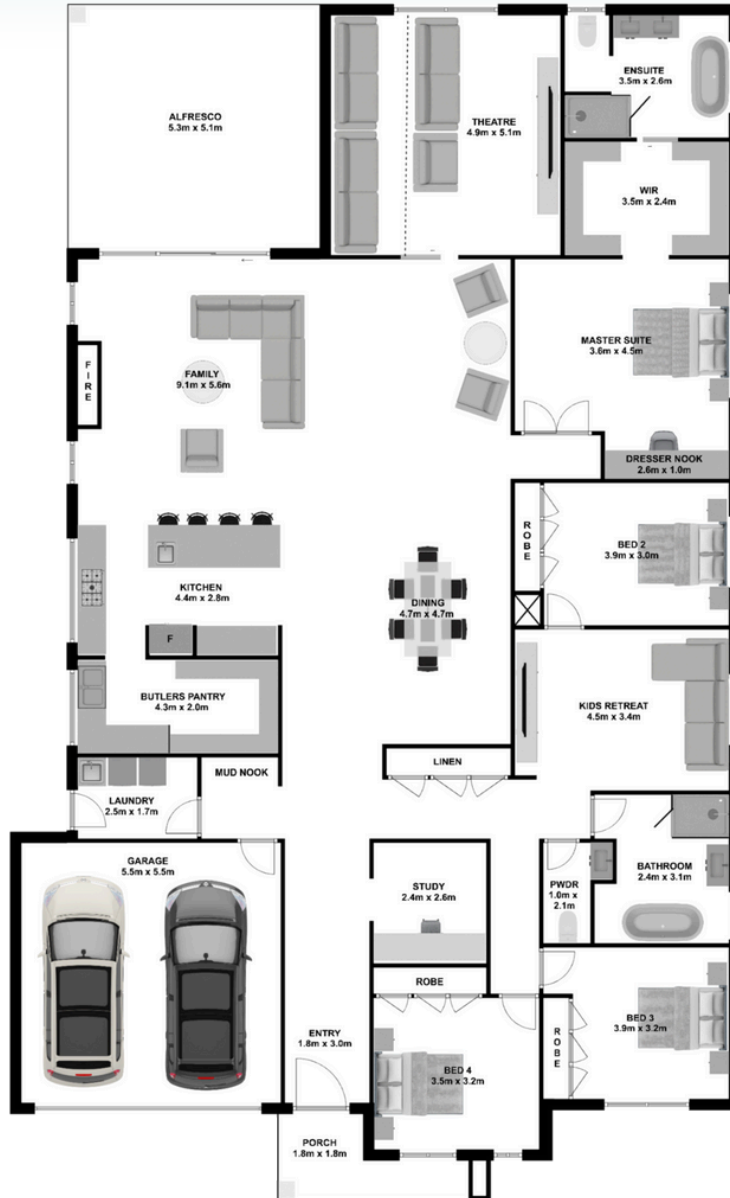 ALFRESCO
5.3m x 5.1m
THEATRE
4.9m x 5.1m
ENSUITE
3.5m x 2.6m
WIR
3.5m x 2.4m
MASTER SUITE
3.6m x 4.5m
DRESSER NOOK
2.6m x 1.0m
FAMILY
9.1m x 5.6m
F
I
R
E
KITCHEN
4.4m x 2.8m
F
DINING
4.7m x 4.7m
R
O
B
E
BED 2
3.9m x 3.0m
BUTLERS PANTRY
4.3m x 2.0m
KIDS RETREAT
4.5m x 3.4m
LINEN
MUD NOOK
LAUNDRY
2.5m x 1.7m
GARAGE
5.5m x 5.5m
STUDY
2.4m x 2.6m
PWDR
1.0m x
2.1m
BATHROOM
2.4m x 3.1m
ROBE
ENTRY
1.8m x 3.0m
BED 4
3.5m x 3.2m
R
O
B
E
BED 3
3.9m x 3.2m
PORCH
1.8m x 1.8m